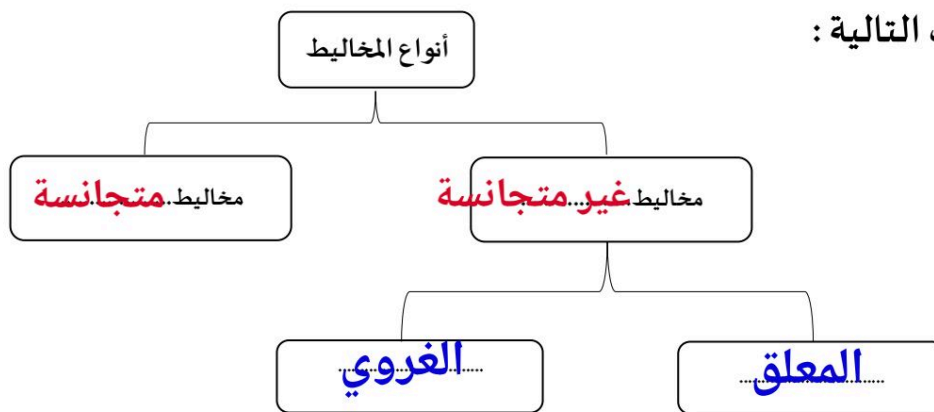 التالية :
أنواع المخاليط
مخاليط غير متجانسة
مخاليط متجانسة
المعلق
الغروي